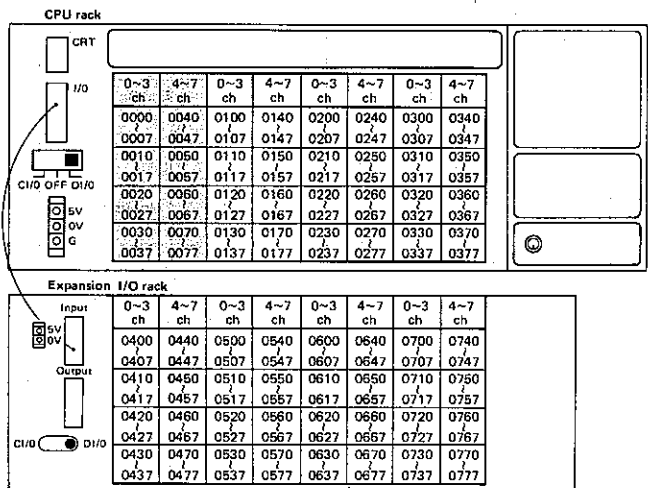 CPU rack
CRT
I/0
CI/0 OFF DI/0
5V
0V
G
0~3 ch 4~7 ch 0~3 ch 4~7 ch 0~3 ch 4~7 ch 0~3 ch 4~7 ch
0000 0040 0100 0140 0200 0240 0300 0340
~ ~ ~ ~ ~ ~ ~ ~
0007 0047 0107 0147 0207 0247 0307 0347
0010 0050 0110 0150 0210 0250 0310 0350
~ ~ ~ ~ ~ ~ ~ ~
0017 0057 0117 0157 0217 0257 0317 0357
0020 0060 0120 0160 0220 0260 0320 0360
~ ~ ~ ~ ~ ~ ~ ~
0027 0067 0127 0167 0227 0267 0327 0367
0030 0070 0130 0170 0230 0270 0330 0370
~ ~ ~ ~ ~ ~ ~ ~
0037 0077 0137 0177 0237 0277 0337 0377
Expansion I/O rack
Input
5V
0V
Output
CI/0 DI/0
0~3 ch 4~7 ch 0~3 ch 4~7 ch 0~3 ch 4~7 ch 0~3 ch 4~7 ch
0400 0440 0500 0540 0600 0640 0700 0740
~ ~ ~ ~ ~ ~ ~ ~
0407 0447 0507 0547 0607 0647 0707 0747
0410 0450 0510 0550 0610 0650 0710 0750
~ ~ ~ ~ ~ ~ ~ ~
0417 0457 0517 0557 0617 0657 0717 0757
0420 0460 0520 0560 0620 0660 0720 0760
~ ~ ~ ~ ~ ~ ~ ~
0427 0467 0527 0567 0627 0667 0727 0767
0430 0470 0530 0570 0630 0670 0730 0770
~ ~ ~ ~ ~ ~ ~ ~
0437 0477 0537 0577 0637 0677 0737 0777